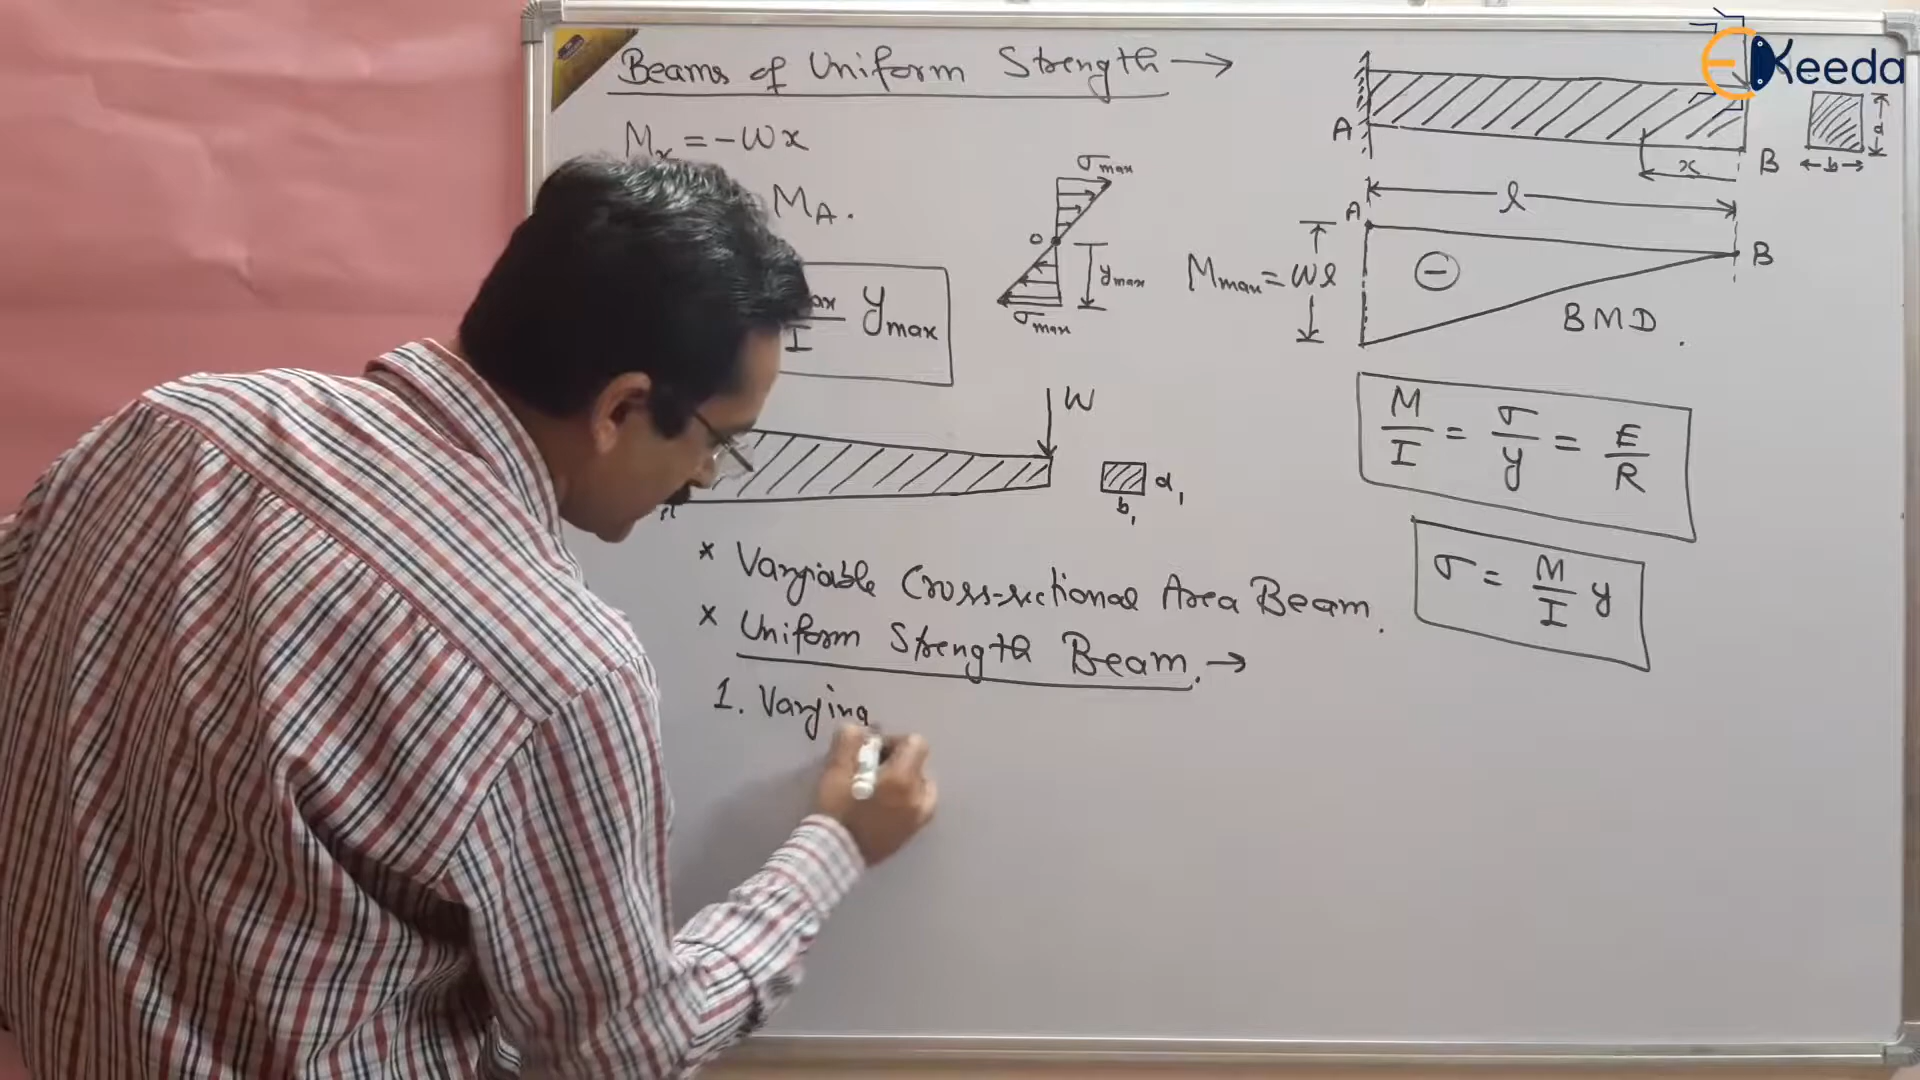 Beams of Uniform Strength →
Mx = -Wx
MA.
I
ymax
σmax
O
ymax
σmax
W
d1
b1
* Variable Cross-sectional Area Beam.
* Uniform Strength Beam. →
1. Varying
EKeeda
A
B
x
d
b
l
A
B
Mmax = Wl
−
BMD.
M/I = σ/y = E/R
σ = M/I y